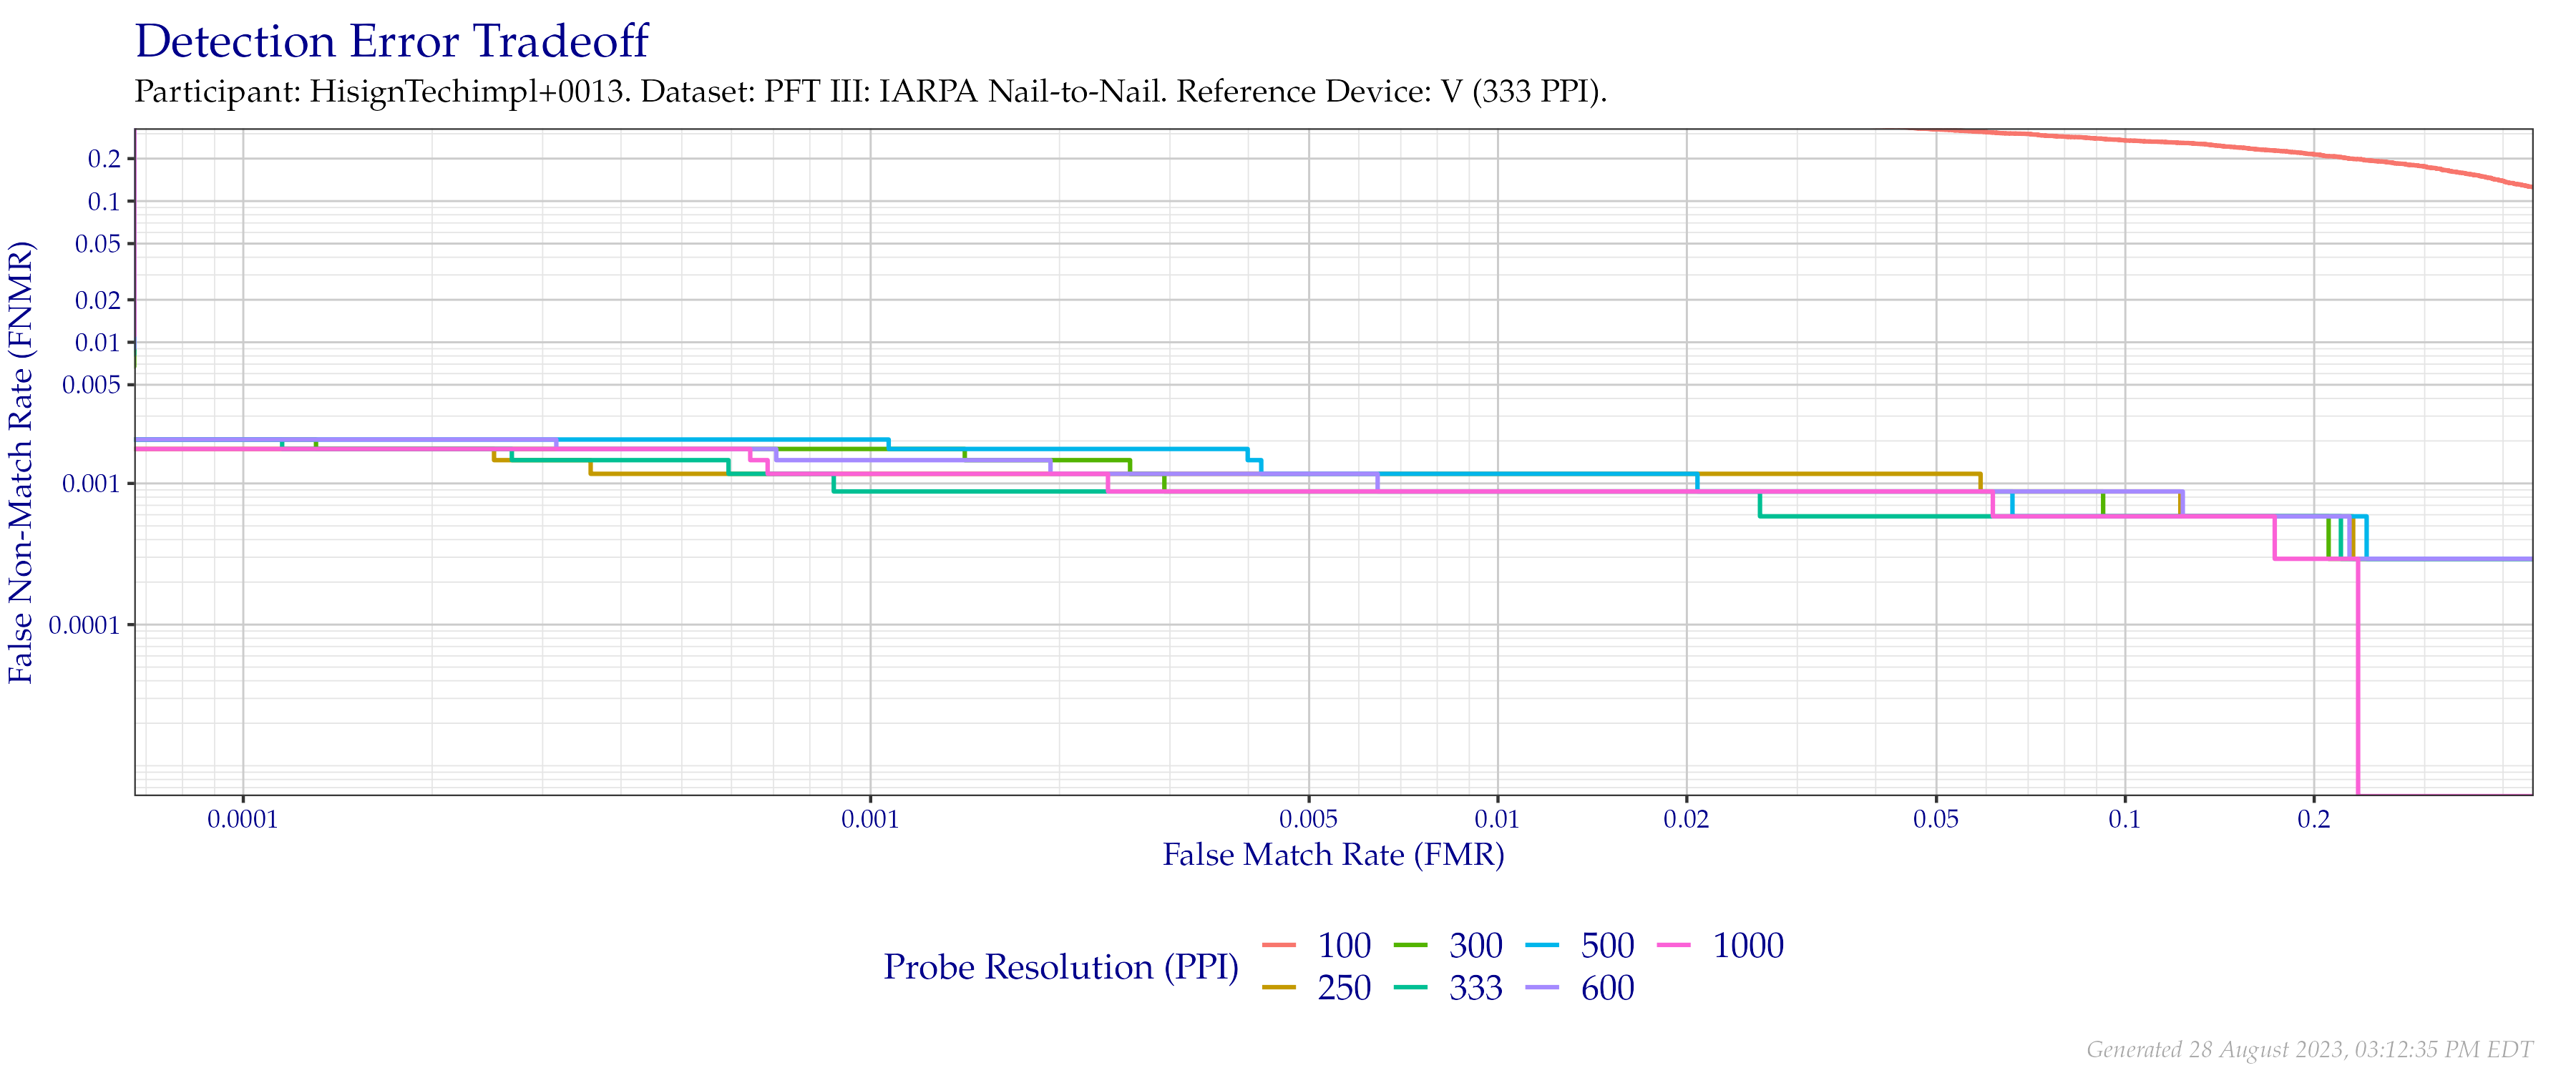 Detection Error Tradeoff
Participant: HisignTechimpl+0013. Dataset: PFT III: IARPA Nail-to-Nail. Reference Device: V (333 PPI).
False Non-Match Rate (FNMR)
0.2
0.1
0.05
0.02
0.01
0.005
0.001
0.0001
0.0001 0.001 0.005 0.01 0.02 0.05 0.1 0.2
False Match Rate (FMR)
Probe Resolution (PPI)
100 300 500 1000
250 333 600
Generated 28 August 2023, 03:12:35 PM EDT